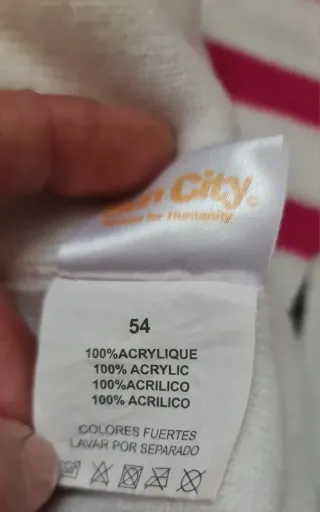 City
for Humanity
54
100%ACRYLIQUE
100% ACRYLIC
100%ACRILICO
100% ACRILICO
COLORES FUERTES
LAVAR POR SEPARADO